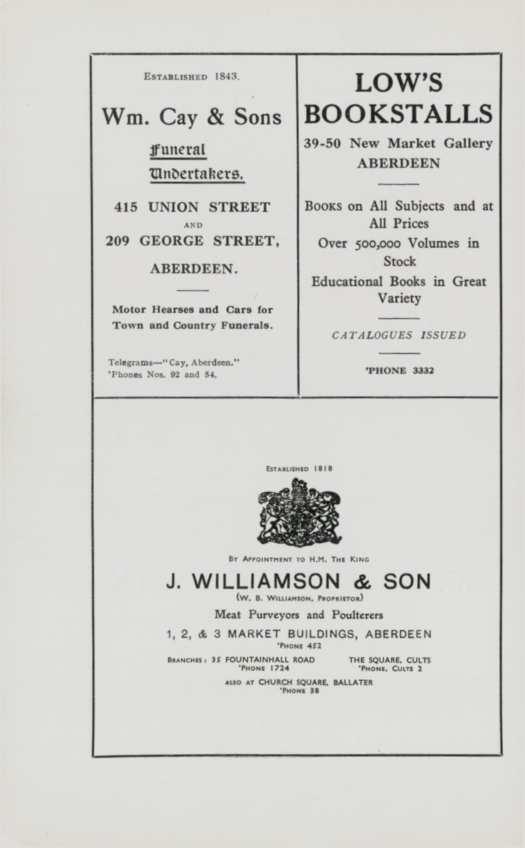 ESTABLISHED 1843.
Wm. Cay & Sons
Funeral
Undertakers.
415 UNION STREET
AND
209 GEORGE STREET,
ABERDEEN.
Motor Hearses and Cars for
Town and Country Funerals.
Telegrams—"Cay, Aberdeen."
'Phones Nos. 92 and 54.
LOW'S
BOOKSTALLS
39-50 New Market Gallery
ABERDEEN
BOOKS on All Subjects and at
All Prices
Over 500,000 Volumes in
Stock
Educational Books in Great
Variety
CATALOGUES ISSUED
'PHONE 3332
ESTABLISHED 1818
BY APPOINTMENT TO H.M. THE KING
J. WILLIAMSON & SON
(W. B. WILLIAMSON, PROPRIETOR)
Meat Purveyors and Poulterers
1, 2, & 3 MARKET BUILDINGS, ABERDEEN
'PHONE 452
BRANCHES: 35 FOUNTAINHALL ROAD
'PHONE 1724
THE SQUARE, CULTS
'PHONE, CULTS 2
ALSO AT CHURCH SQUARE, BALLATER
'PHONE 38